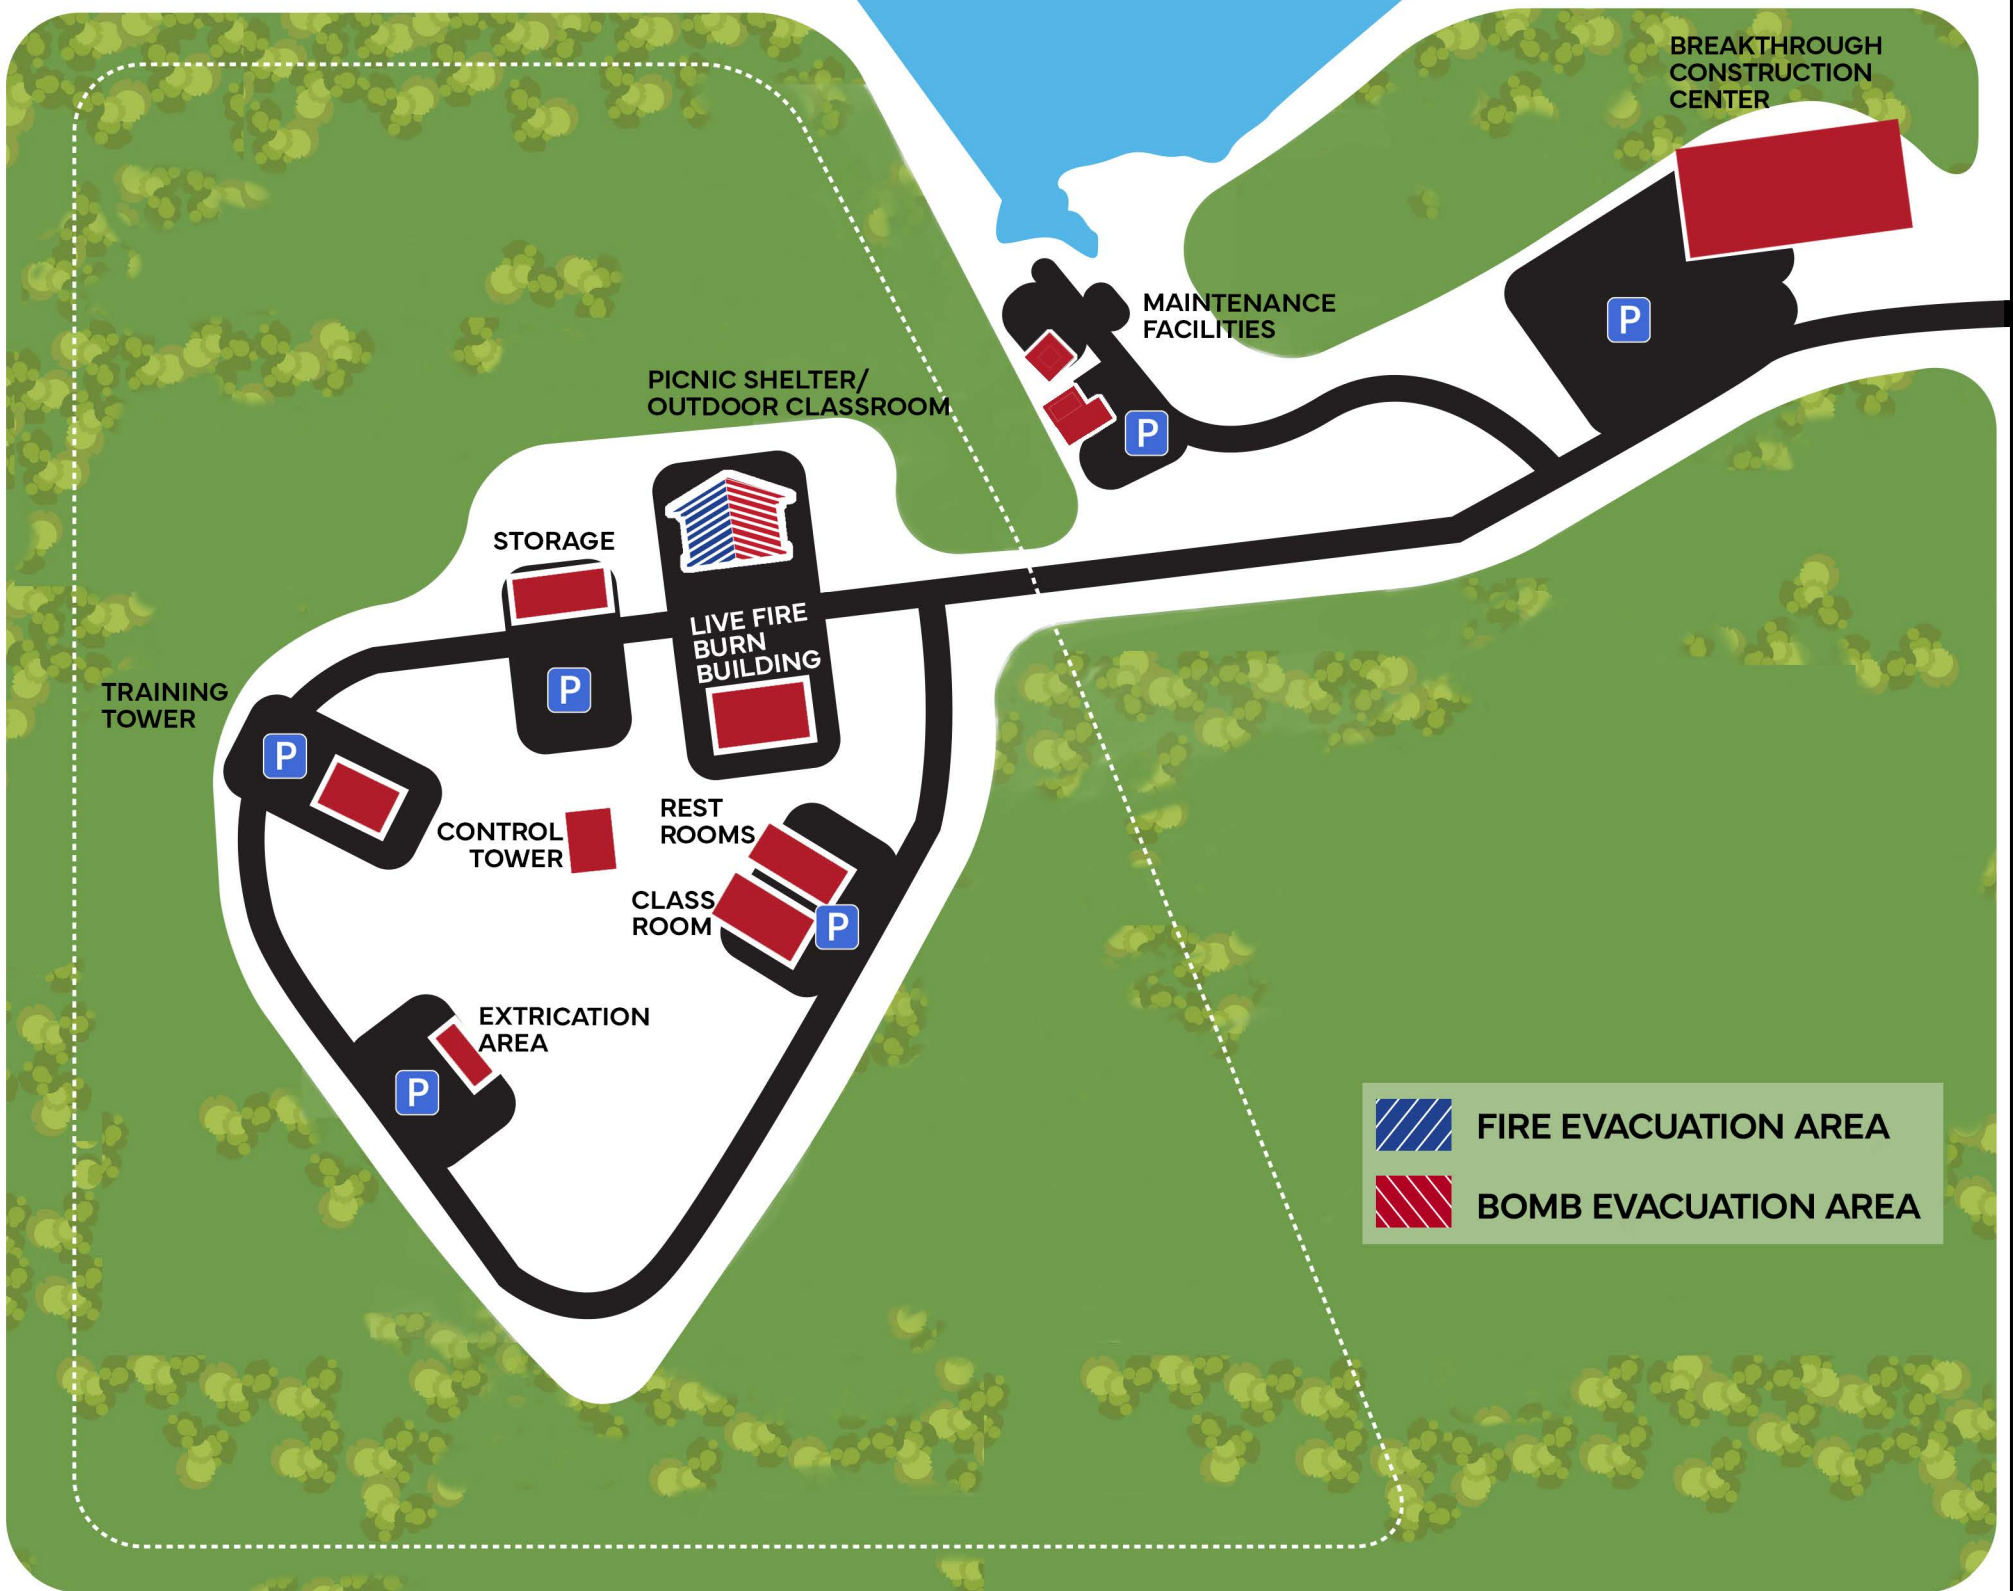 BREAKTHROUGH
CONSTRUCTION
CENTER
MAINTENANCE
FACILITIES
P
PICNIC SHELTER/
OUTDOOR CLASSROOM
P
STORAGE
LIVE FIRE
BURN
BUILDING
P
TRAINING
TOWER
P
CONTROL
TOWER
REST
ROOMS
CLASS
ROOM
P
EXTRICATION
AREA
P
FIRE EVACUATION AREA
BOMB EVACUATION AREA